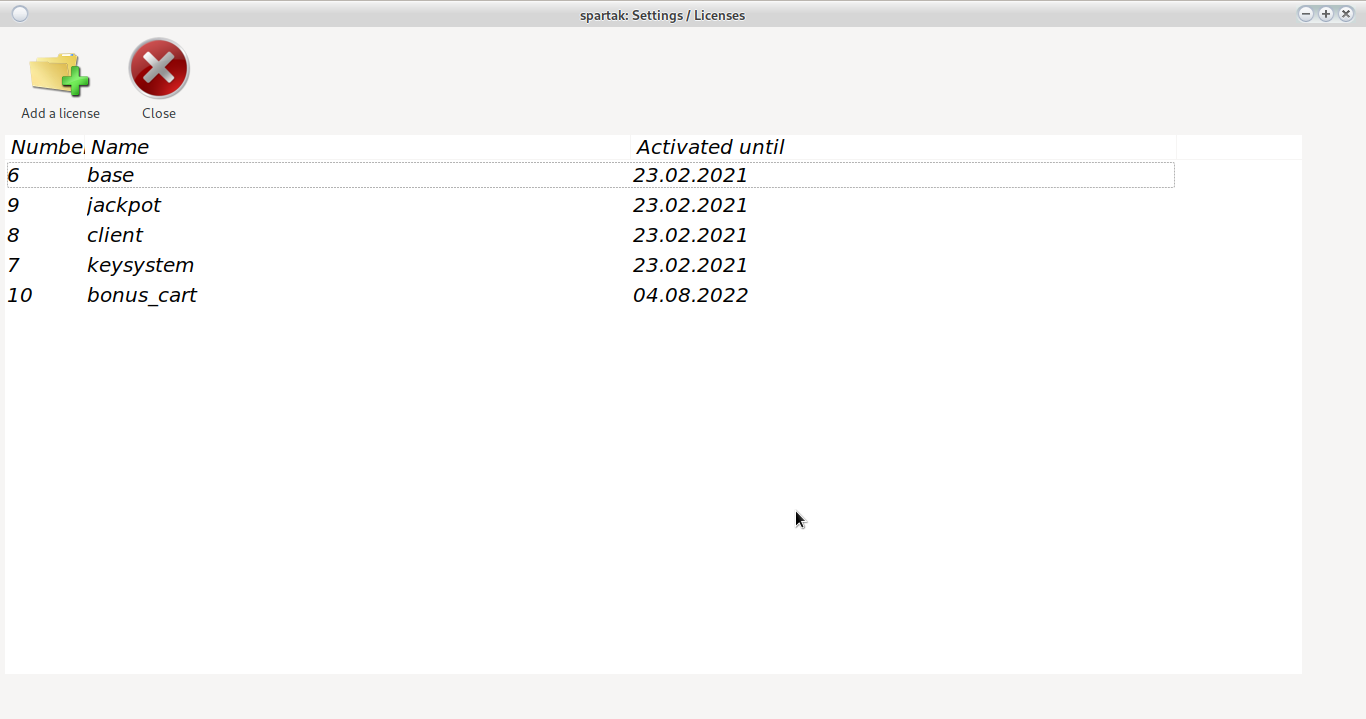 spartak: Settings / Licenses
Add a license Close
Number Name Activated until
6 base 23.02.2021
9 jackpot 23.02.2021
8 client 23.02.2021
7 keysystem 23.02.2021
10 bonus_cart 04.08.2022